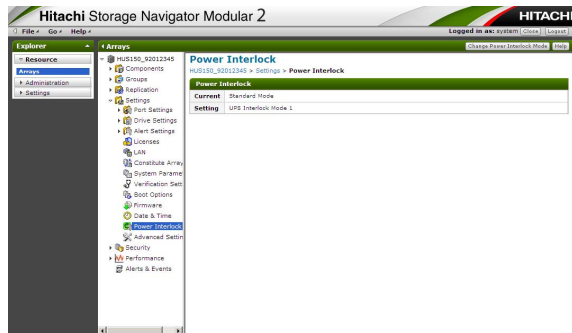 Hitachi Storage Navigator Modular 2
HITACHI
File Go Help
Logged in as: system Close Logout
Explorer
Resource
Arrays
Administration
Settings
Arrays
Change Power Interlock Mode Help
HUS150_92012345
Components
Groups
Replication
Settings
Port Settings
Drive Settings
Alert Settings
Licenses
LAN
Constitute Array
System Parame
Verification Sett
Boot Options
Firmware
Date & Time
Power Interlock
Advanced Settin
Security
Performance
Alerts & Events
Power Interlock
HUS150_92012345 > Settings > Power Interlock
Power Interlock
Current Standard Mode
Setting UPS Interlock Mode 1